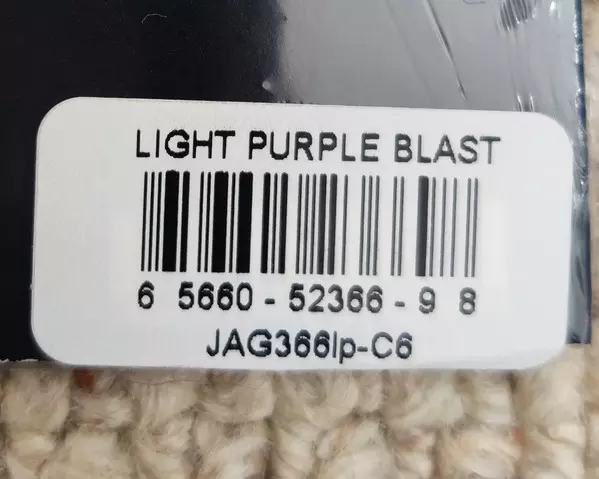 LIGHT PURPLE BLAST
6 5660 - 52366 - 9 8
JAG366lp-C6